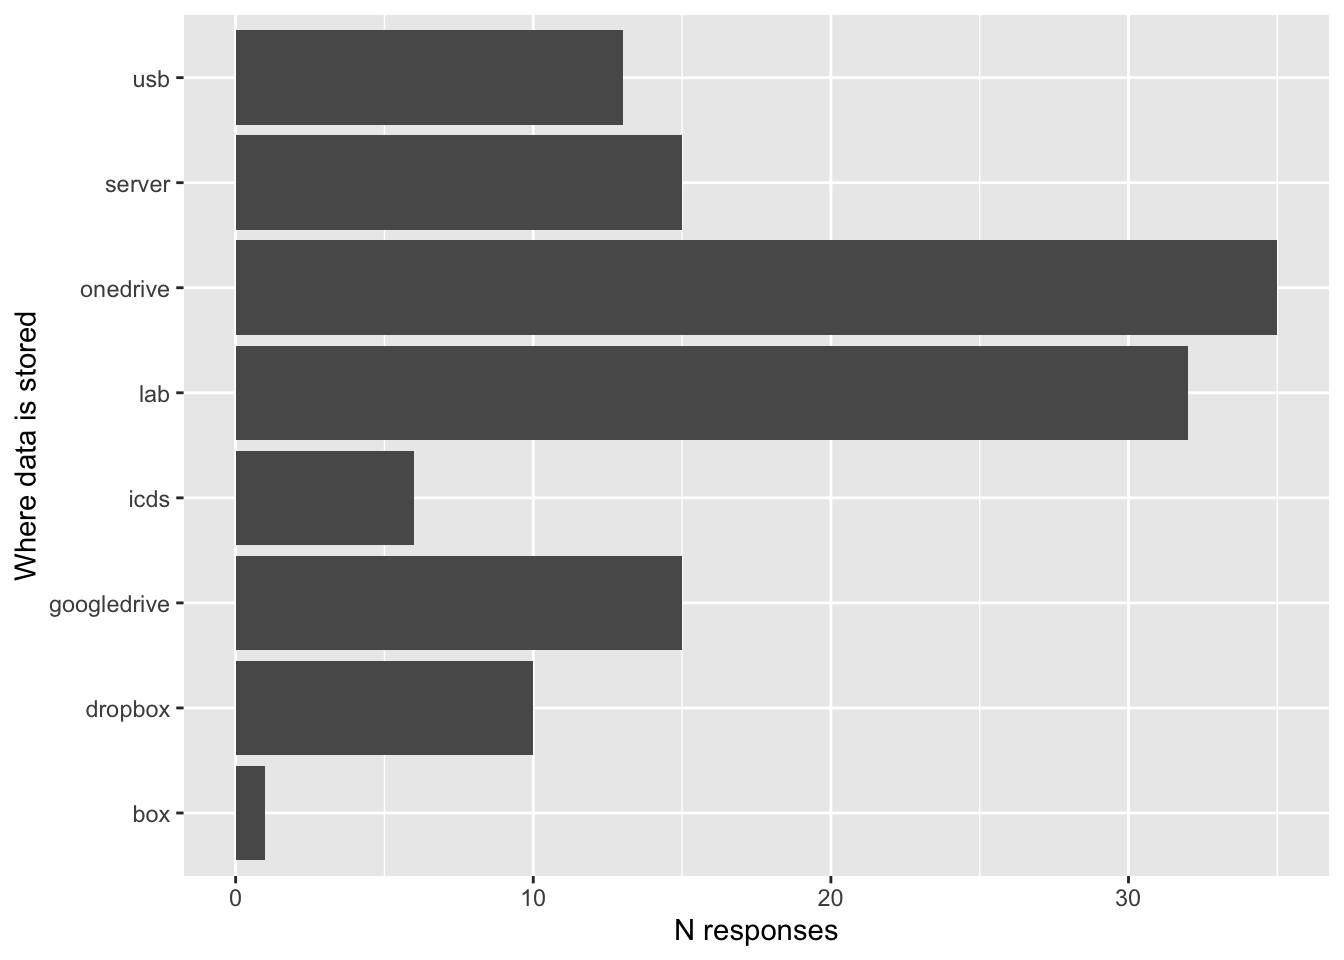 usb
server
onedrive
lab
icds
googledrive
dropbox
box
Where data is stored
0 10 20 30
N responses